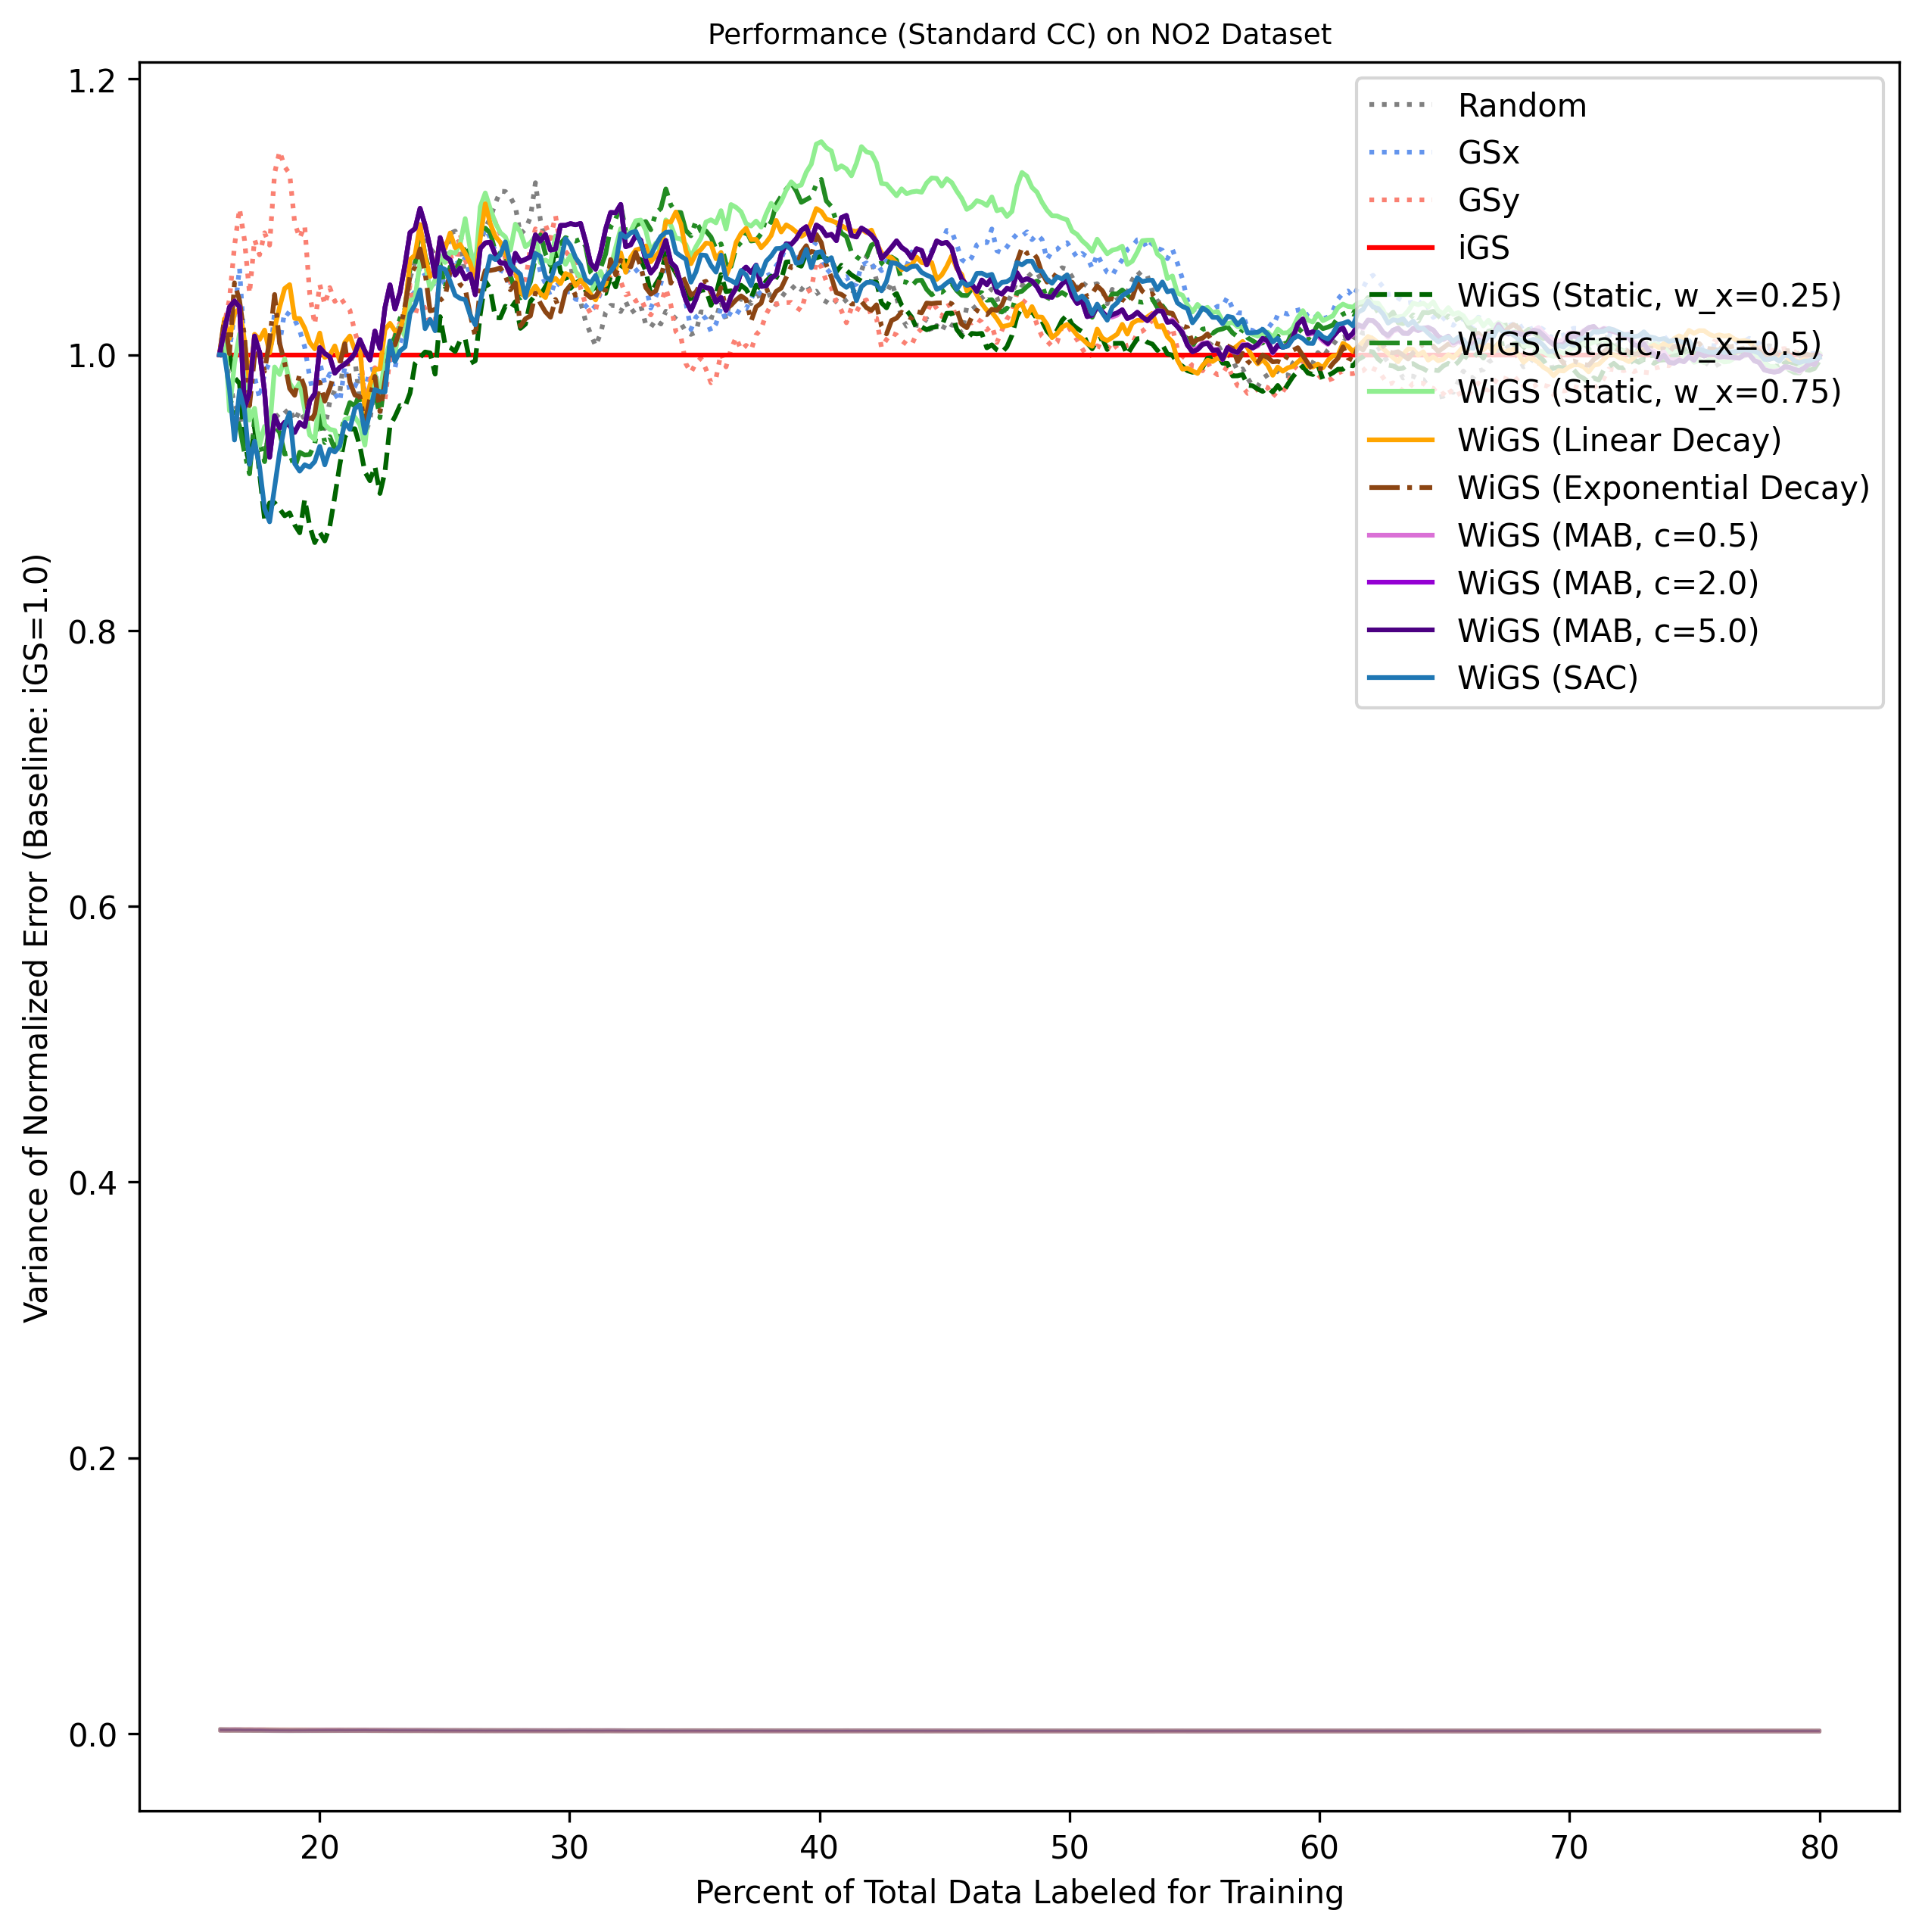 Performance (Standard CC) on NO2 Dataset
Variance of Normalized Error (Baseline: iGS=1.0)
1.2
1.0
0.8
0.6
0.4
0.2
0.0
Random
GSx
GSy
iGS
WiGS (Static, w_x=0.25)
WiGS (Static, w_x=0.5)
WiGS (Static, w_x=0.75)
WiGS (Linear Decay)
WiGS (Exponential Decay)
WiGS (MAB, c=0.5)
WiGS (MAB, c=2.0)
WiGS (MAB, c=5.0)
WiGS (SAC)
20 30 40 50 60 70 80
Percent of Total Data Labeled for Training